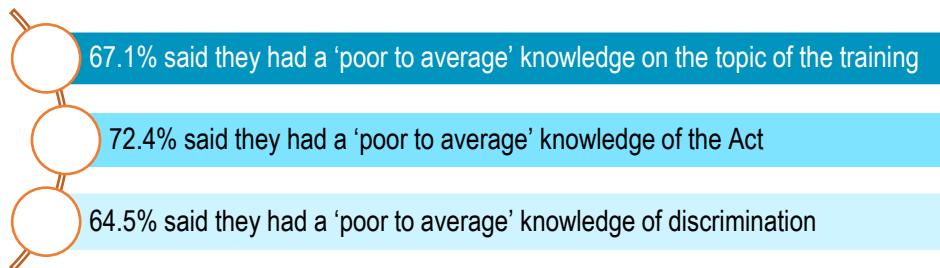 67.1% said they had a ‘poor to average’ knowledge on the topic of the training
72.4% said they had a ‘poor to average’ knowledge of the Act
64.5% said they had a ‘poor to average’ knowledge of discrimination